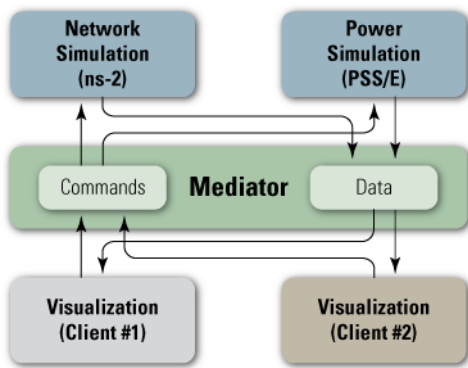 Network
Simulation
(ns-2)
Power
Simulation
(PSS/E)
Commands
Mediator
Data
Visualization
(Client #1)
Visualization
(Client #2)